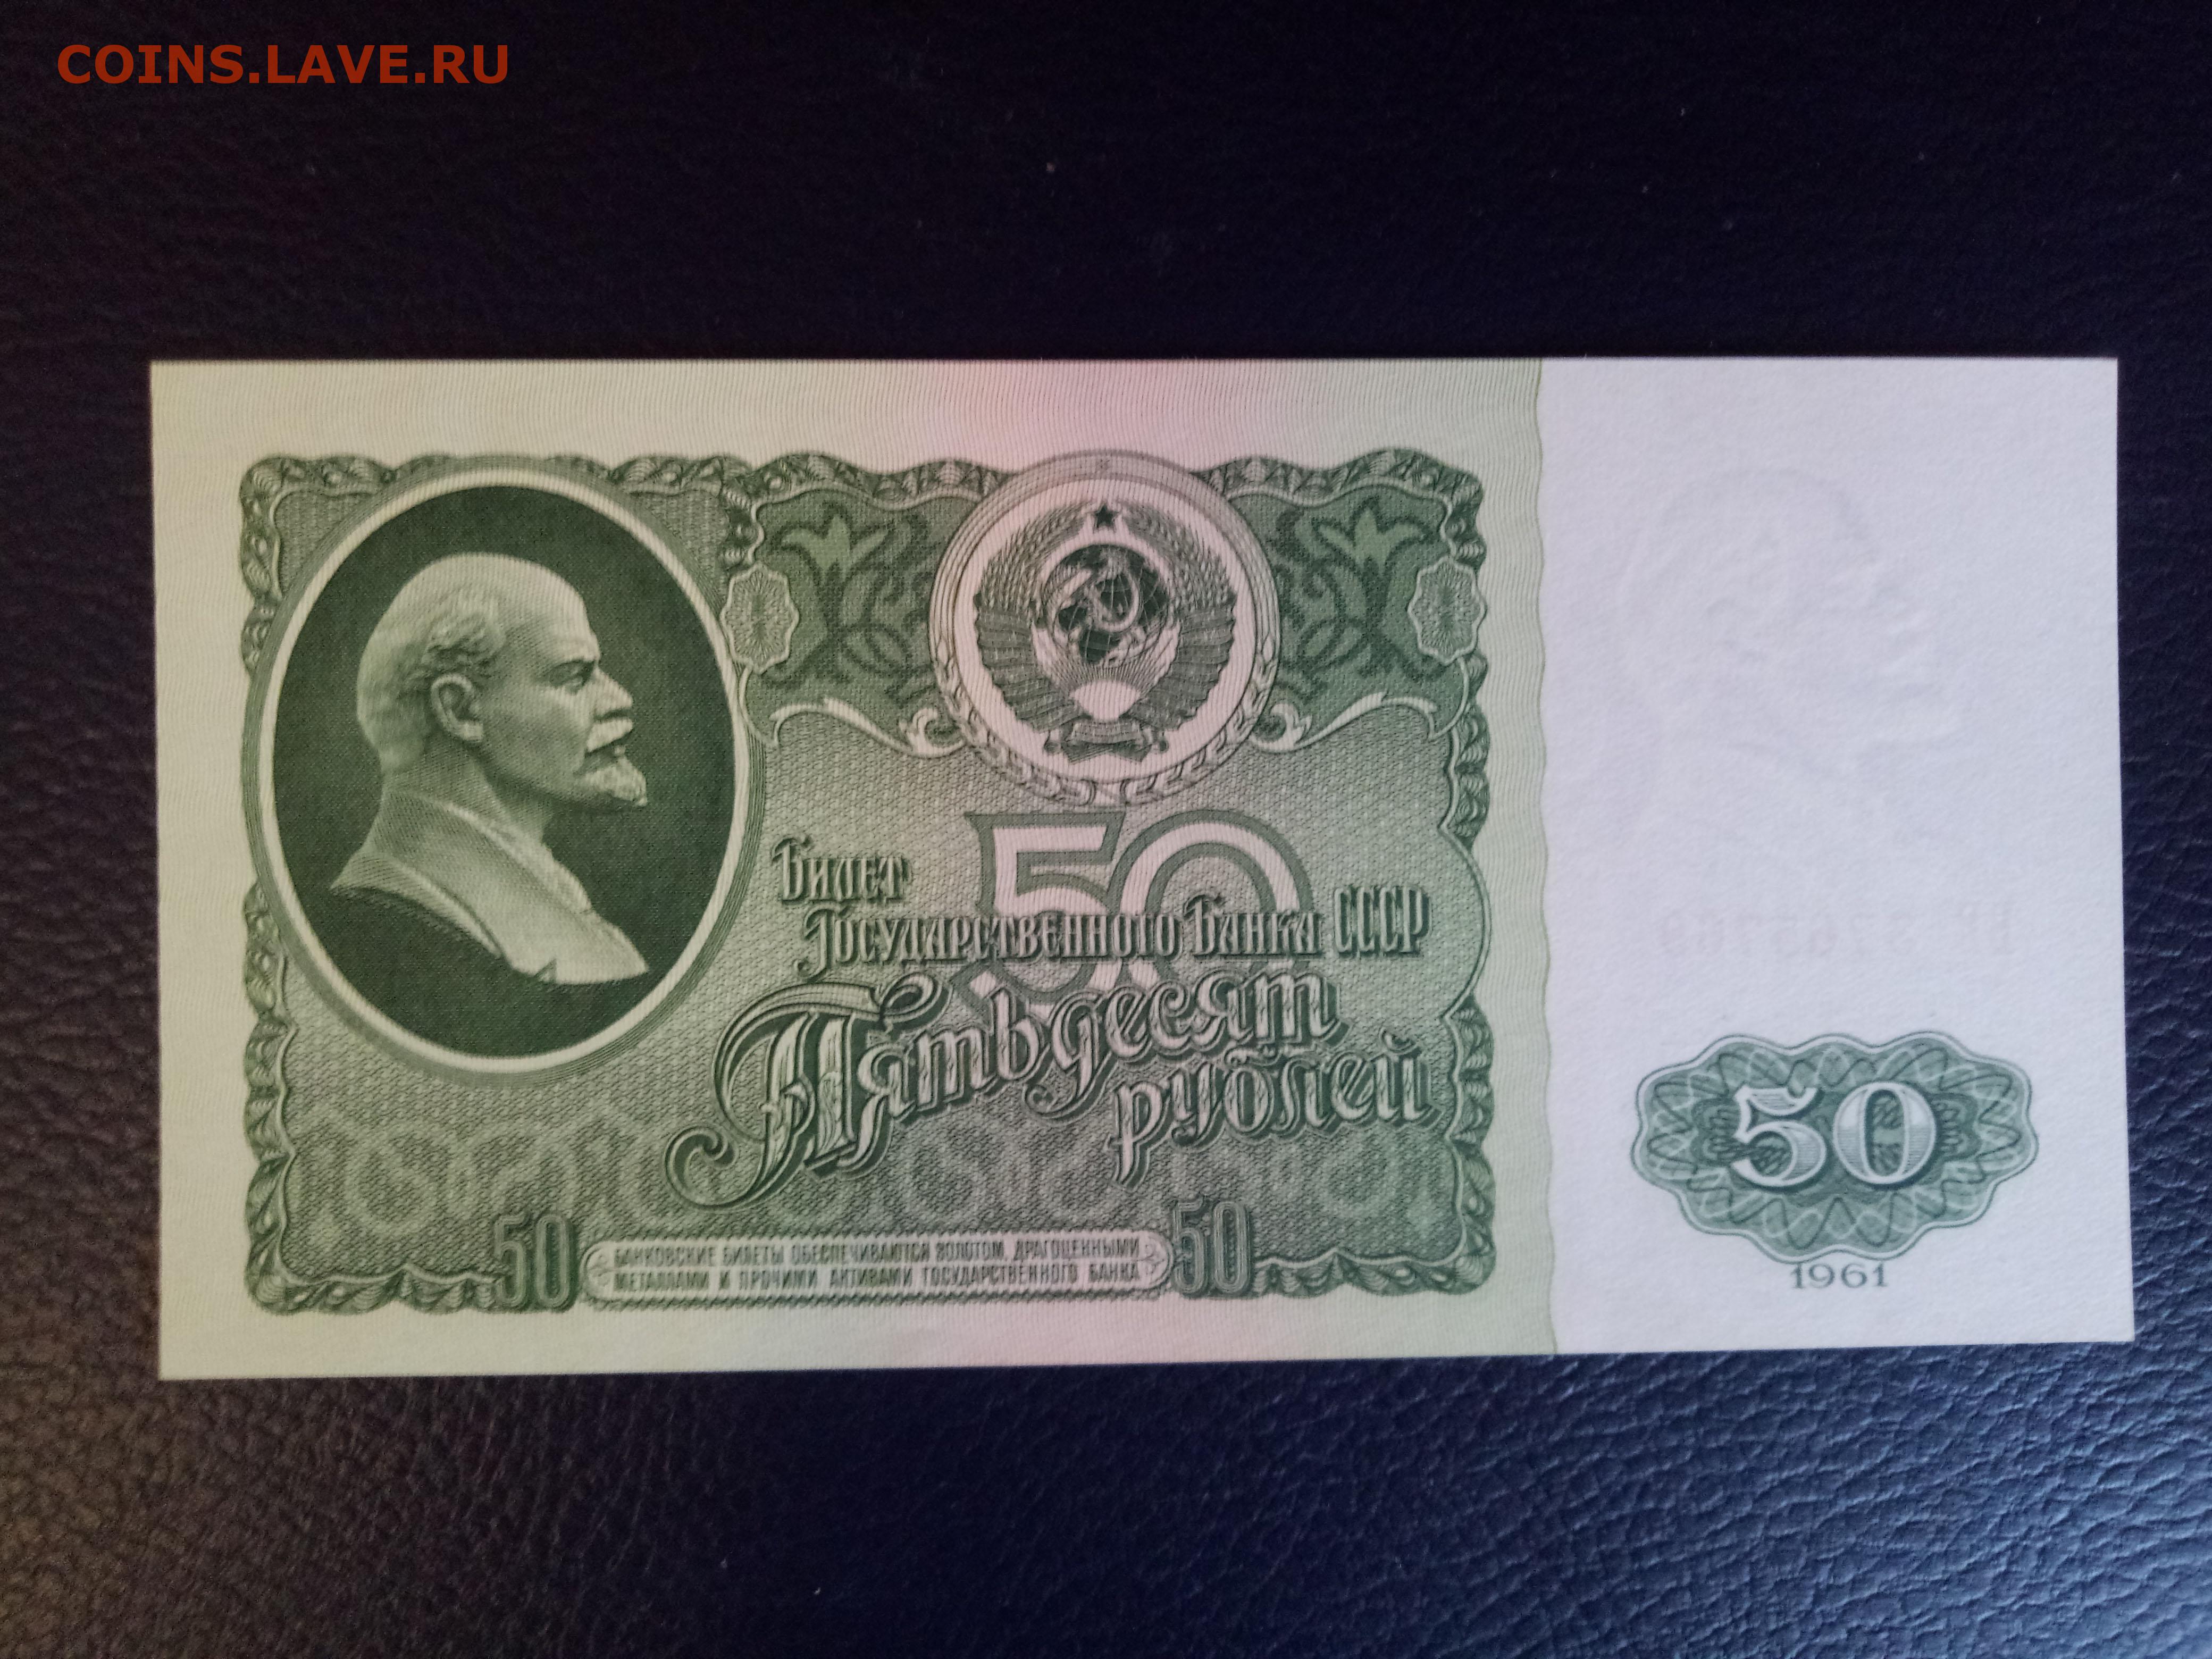 COINS.LAVE.RU
50
Билет
Государственного Банка СССР
Пятьдесят
рублей
50
БАНКОВСКИЕ БИЛЕТЫ ОБЕСПЕЧИВАЮТСЯ ЗОЛОТОМ, ДРАГОЦЕННЫМИ
МЕТАЛЛАМИ И ПРОЧИМИ АКТИВАМИ ГОСУДАРСТВЕННОГО БАНКА
50
50
1961